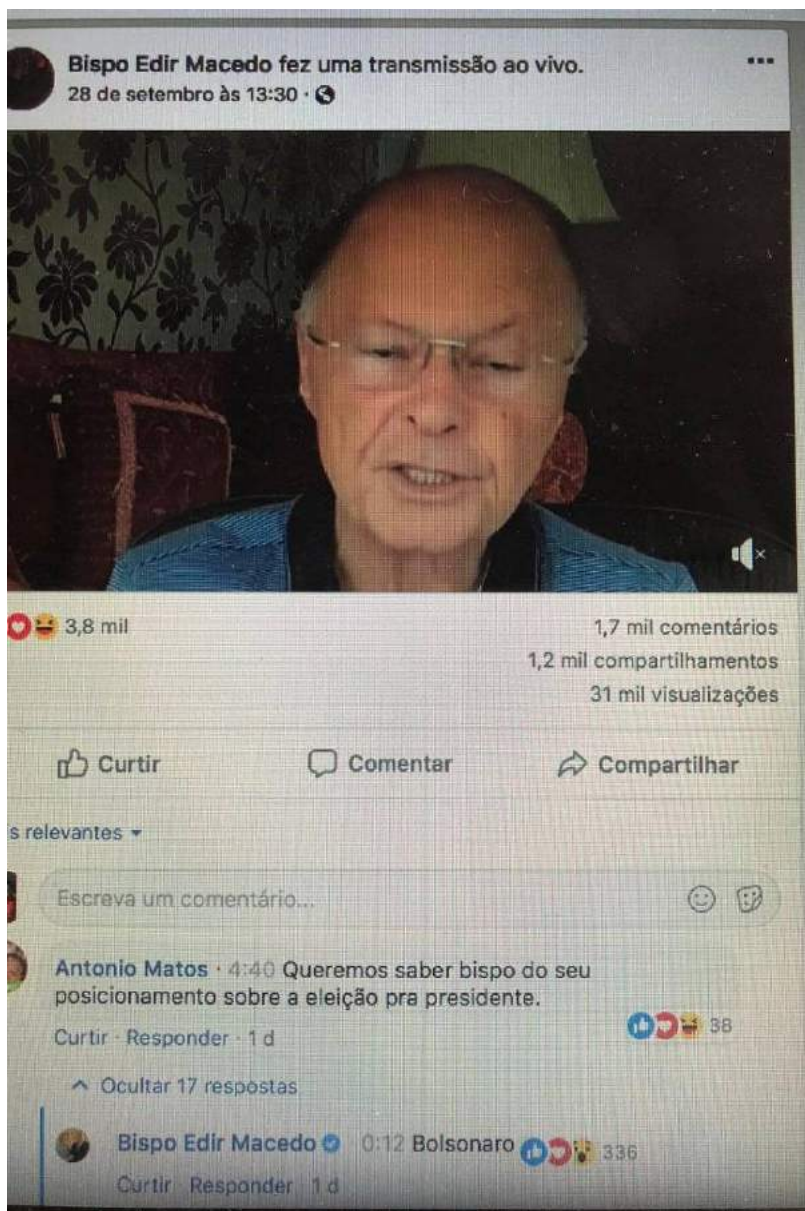 Bispo Edir Macedo fez uma transmissão ao vivo.
28 de setembro às 13:30
3,8 mil
1,7 mil comentários
1,2 mil compartilhamentos
31 mil visualizações
Curtir Comentar Compartilhar
s relevantes
Escreva um comentário...
Antonio Matos · 4:40 Queremos saber bispo do seu
posicionamento sobre a eleição pra presidente.
38
Curtir · Responder · 1 d
Ocultar 17 respostas
Bispo Edir Macedo 0:12 Bolsonaro 336
Curtir Responder 1 d